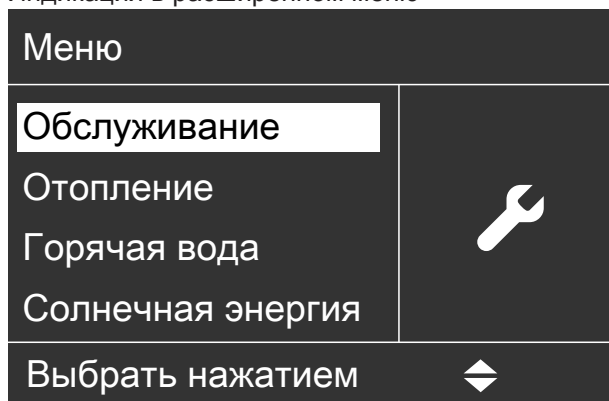 Меню
Обслуживание
Отопление
Горячая вода
Солнечная энергия
Выбрать нажатием